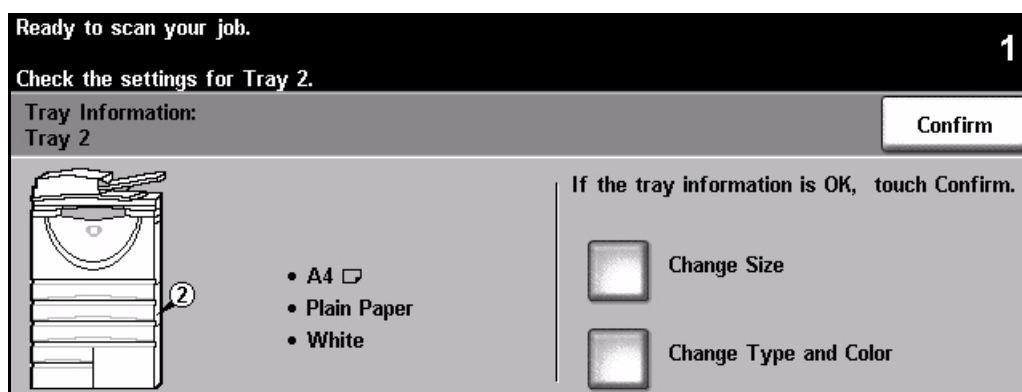 Ready to scan your job.
1
Check the settings for Tray 2.
Tray Information:
Tray 2
Confirm
If the tray information is OK, touch Confirm.
2
• A4
• Plain Paper
• White
Change Size
Change Type and Color